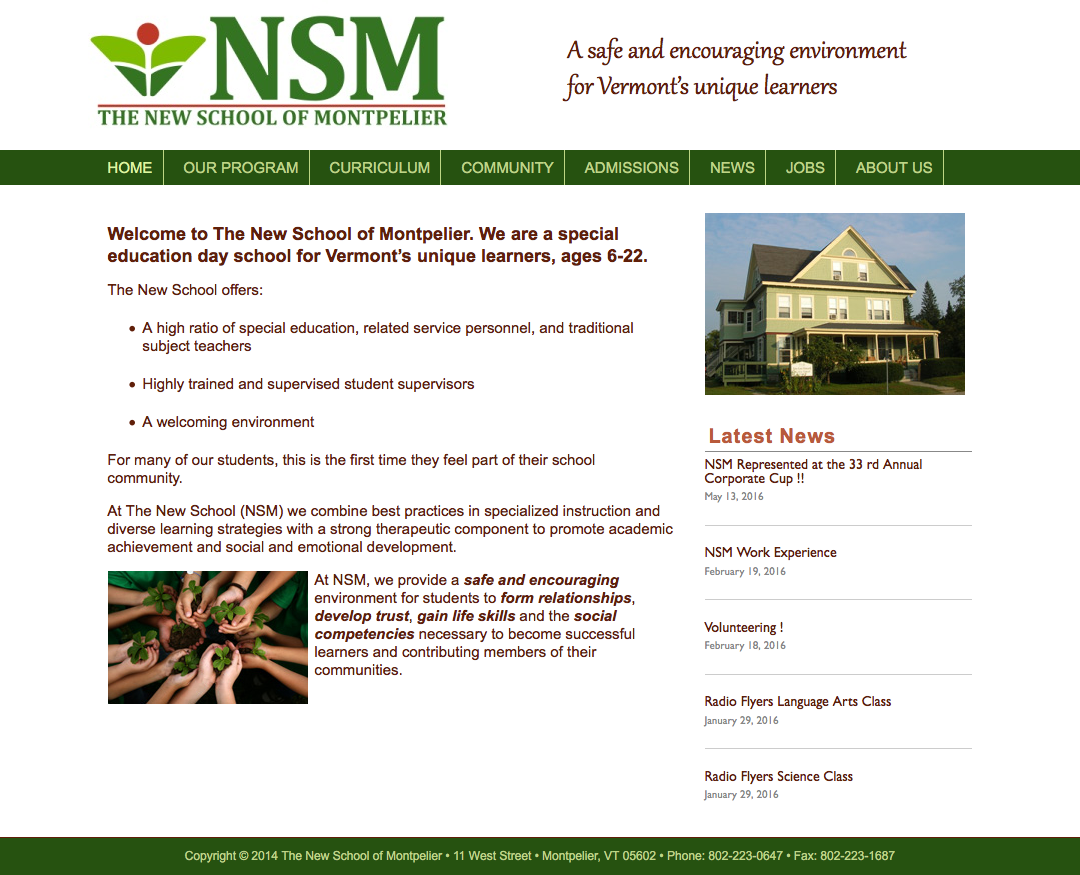 NSM
THE NEW SCHOOL OF MONTPELIER
A safe and encouraging environment
for Vermont's unique learners
HOME OUR PROGRAM CURRICULUM COMMUNITY ADMISSIONS NEWS JOBS ABOUT US
Welcome to The New School of Montpelier. We are a special
education day school for Vermont's unique learners, ages 6-22.
The New School offers:
• A high ratio of special education, related service personnel, and traditional
subject teachers
• Highly trained and supervised student supervisors
• A welcoming environment
For many of our students, this is the first time they feel part of their school
community.
At The New School (NSM) we combine best practices in specialized instruction and
diverse learning strategies with a strong therapeutic component to promote academic
achievement and social and emotional development.
At NSM, we provide a safe and encouraging
environment for students to form relationships,
develop trust, gain life skills and the social
competencies necessary to become successful
learners and contributing members of their
communities.
Latest News
NSM Represented at the 33 rd Annual
Corporate Cup !!
May 13, 2016
NSM Work Experience
February 19, 2016
Volunteering !
February 18, 2016
Radio Flyers Language Arts Class
January 29, 2016
Radio Flyers Science Class
January 29, 2016
Copyright © 2014 The New School of Montpelier • 11 West Street • Montpelier, VT 05602 • Phone: 802-223-0647 • Fax: 802-223-1687